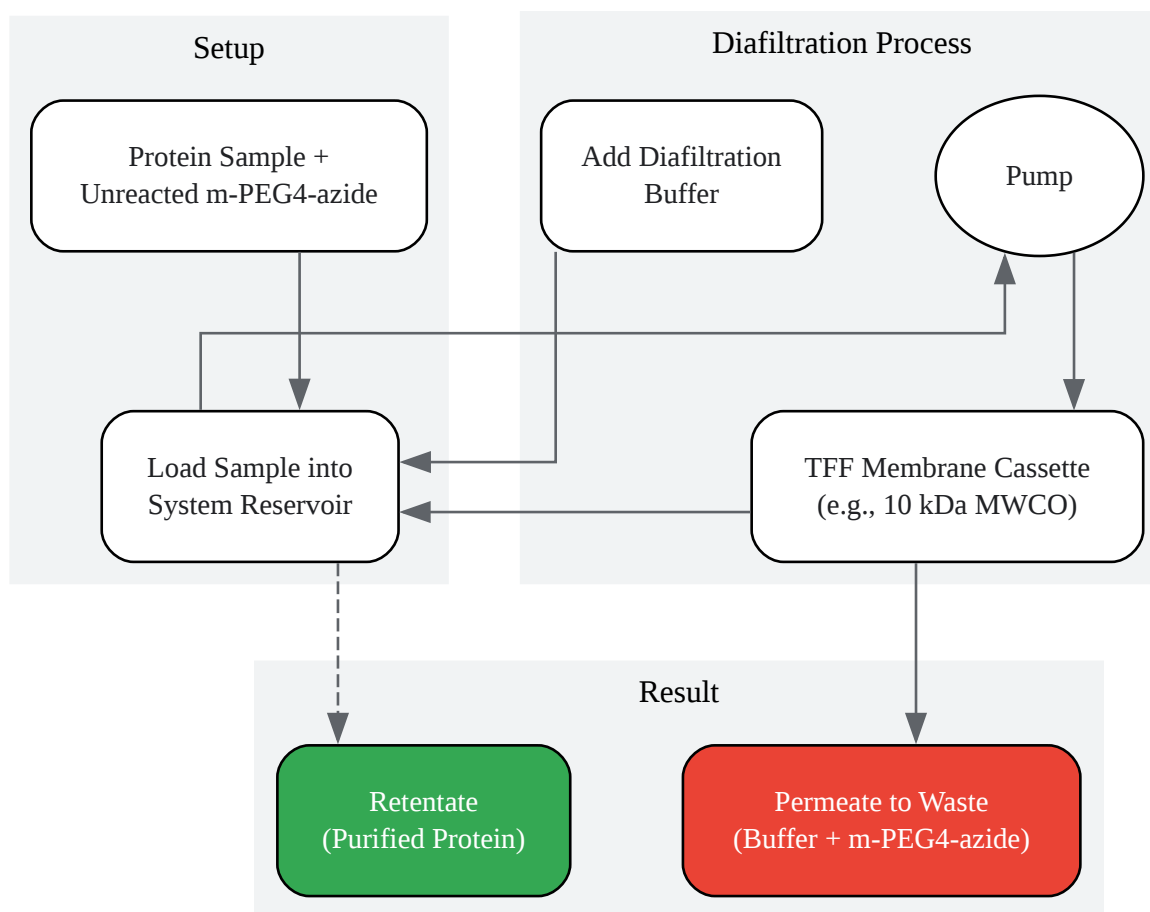 Setup
Diafiltration Process
Protein Sample +
Unreacted m-PEG4-azide
Add Diafiltration
Buffer
Pump
Load Sample into
System Reservoir
TFF Membrane Cassette
(e.g., 10 kDa MWCO)
Result
Retentate
(Purified Protein)
Permeate to Waste
(Buffer + m-PEG4-azide)